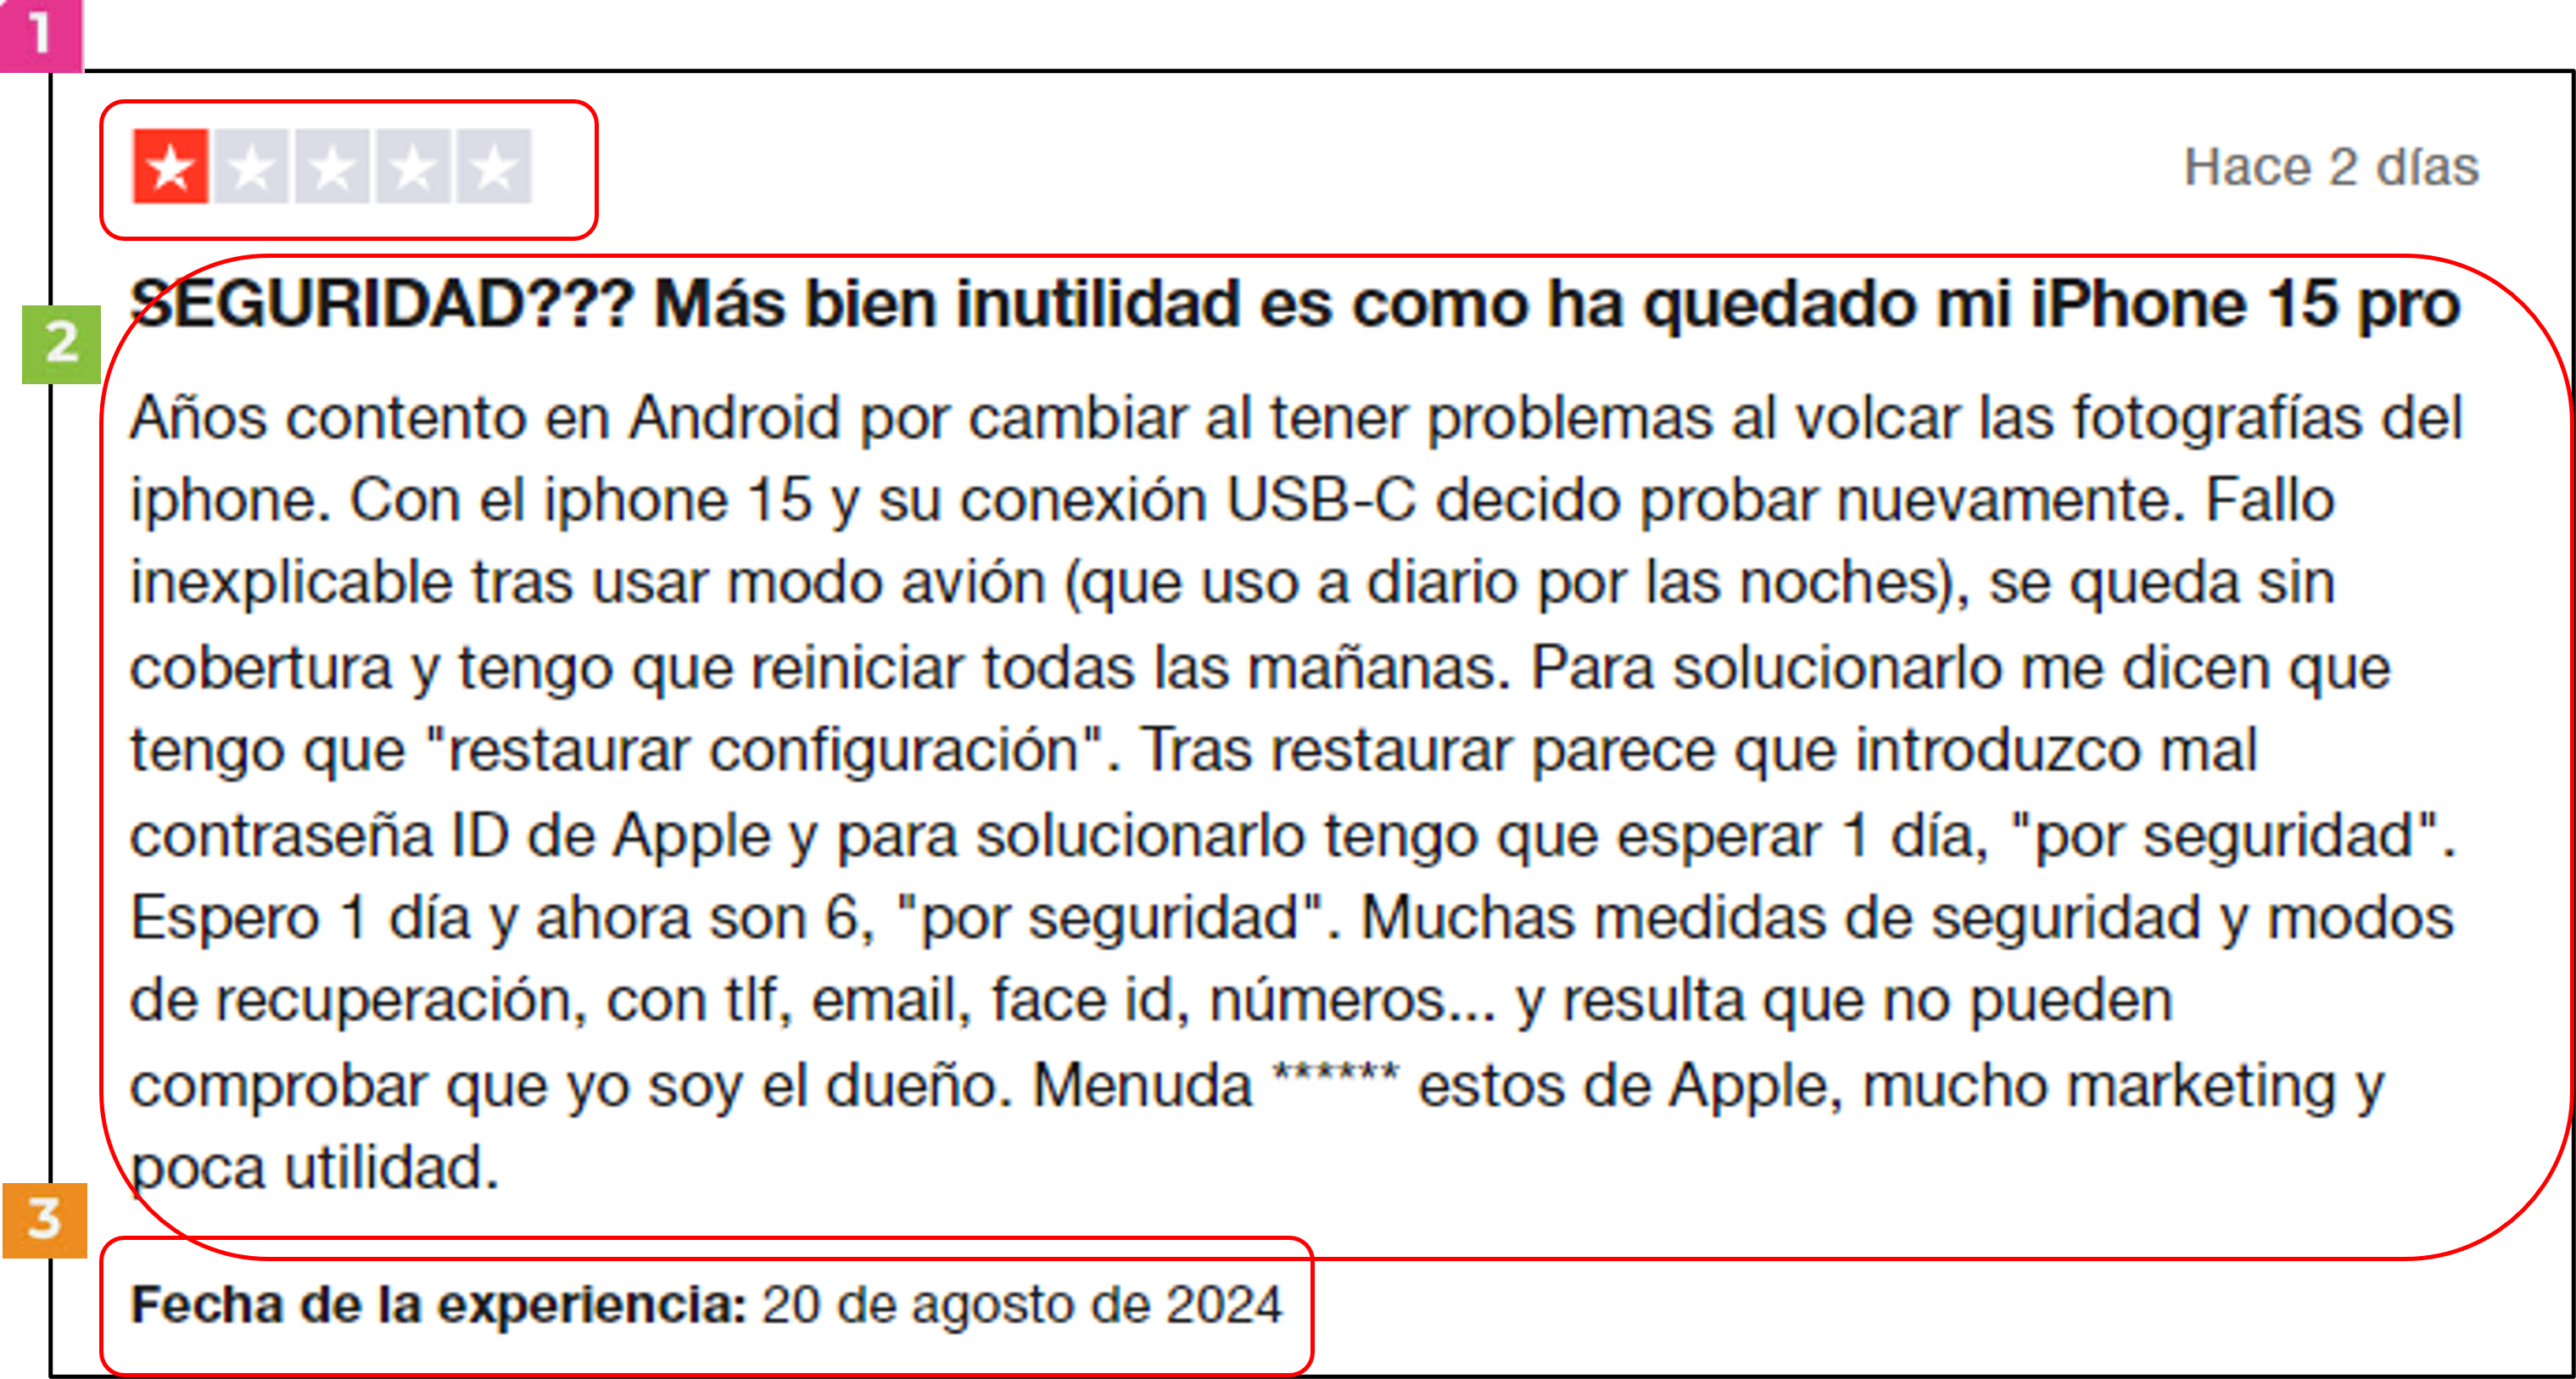 1
Hace 2 días
2
SEGURIDAD??? Más bien inutilidad es como ha quedado mi iPhone 15 pro
Años contento en Android por cambiar al tener problemas al volcar las fotografías del
iphone. Con el iphone 15 y su conexión USB-C decido probar nuevamente. Fallo
inexplicable tras usar modo avión (que uso a diario por las noches), se queda sin
cobertura y tengo que reiniciar todas las mañanas. Para solucionarlo me dicen que
tengo que "restaurar configuración". Tras restaurar parece que introduzco mal
contraseña ID de Apple y para solucionarlo tengo que esperar 1 día, "por seguridad".
Espero 1 día y ahora son 6, "por seguridad". Muchas medidas de seguridad y modos
de recuperación, con tlf, email, face id, números... y resulta que no pueden
comprobar que yo soy el dueño. Menuda ****** estos de Apple, mucho marketing y
poca utilidad.
3
Fecha de la experiencia: 20 de agosto de 2024